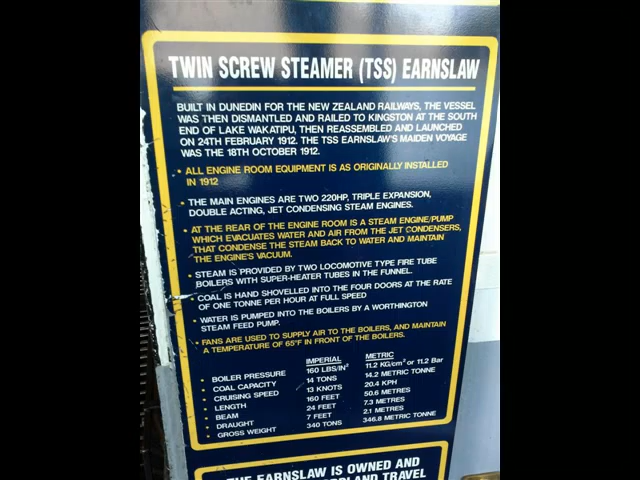 TWIN SCREW STEAMER (TSS) EARNSLAW
BUILT IN DUNEDIN FOR THE NEW ZEALAND RAILWAYS, THE VESSEL
WAS THEN DISMANTLED AND RAILED TO KINGSTON AT THE SOUTH
END OF LAKE WAKATIPU, THEN REASSEMBLED AND LAUNCHED
ON 24TH FEBRUARY 1912. THE TSS EARNSLAW'S MAIDEN VOYAGE
WAS THE 18TH OCTOBER 1912.
• ALL ENGINE ROOM EQUIPMENT IS AS ORIGINALLY INSTALLED
IN 1912
• THE MAIN ENGINES ARE TWO 220HP, TRIPLE EXPANSION,
DOUBLE ACTING, JET CONDENSING STEAM ENGINES.
• AT THE REAR OF THE ENGINE ROOM IS A STEAM ENGINE/PUMP
WHICH EVACUATES WATER AND AIR FROM THE JET CONDENSERS,
THAT CONDENSE THE STEAM BACK TO WATER AND MAINTAIN
THE ENGINE'S VACUUM.
• STEAM IS PROVIDED BY TWO LOCOMOTIVE TYPE FIRE TUBE
BOILERS WITH SUPER-HEATER TUBES IN THE FUNNEL.
• COAL IS HAND SHOVELLED INTO THE FOUR DOORS AT THE RATE
OF ONE TONNE PER HOUR AT FULL SPEED
• WATER IS PUMPED INTO THE BOILERS BY A WORTHINGTON
STEAM FEED PUMP.
• FANS ARE USED TO SUPPLY AIR TO THE BOILERS, AND MAINTAIN
A TEMPERATURE OF 65°F IN FRONT OF THE BOILERS.
IMPERIAL METRIC
• BOILER PRESSURE 160 LBS/IN² 11.2 KG/cm² or 11.2 Bar
• COAL CAPACITY 14 TONS 14.2 METRIC TONNE
• CRUISING SPEED 13 KNOTS 20.4 KPH
• LENGTH 160 FEET 50.6 METRES
• BEAM 24 FEET 7.3 METRES
• DRAUGHT 7 FEET 2.1 METRES
• GROSS WEIGHT 340 TONS 346.8 METRIC TONNE
THE EARNSLAW IS OWNED AND
TRAVEL